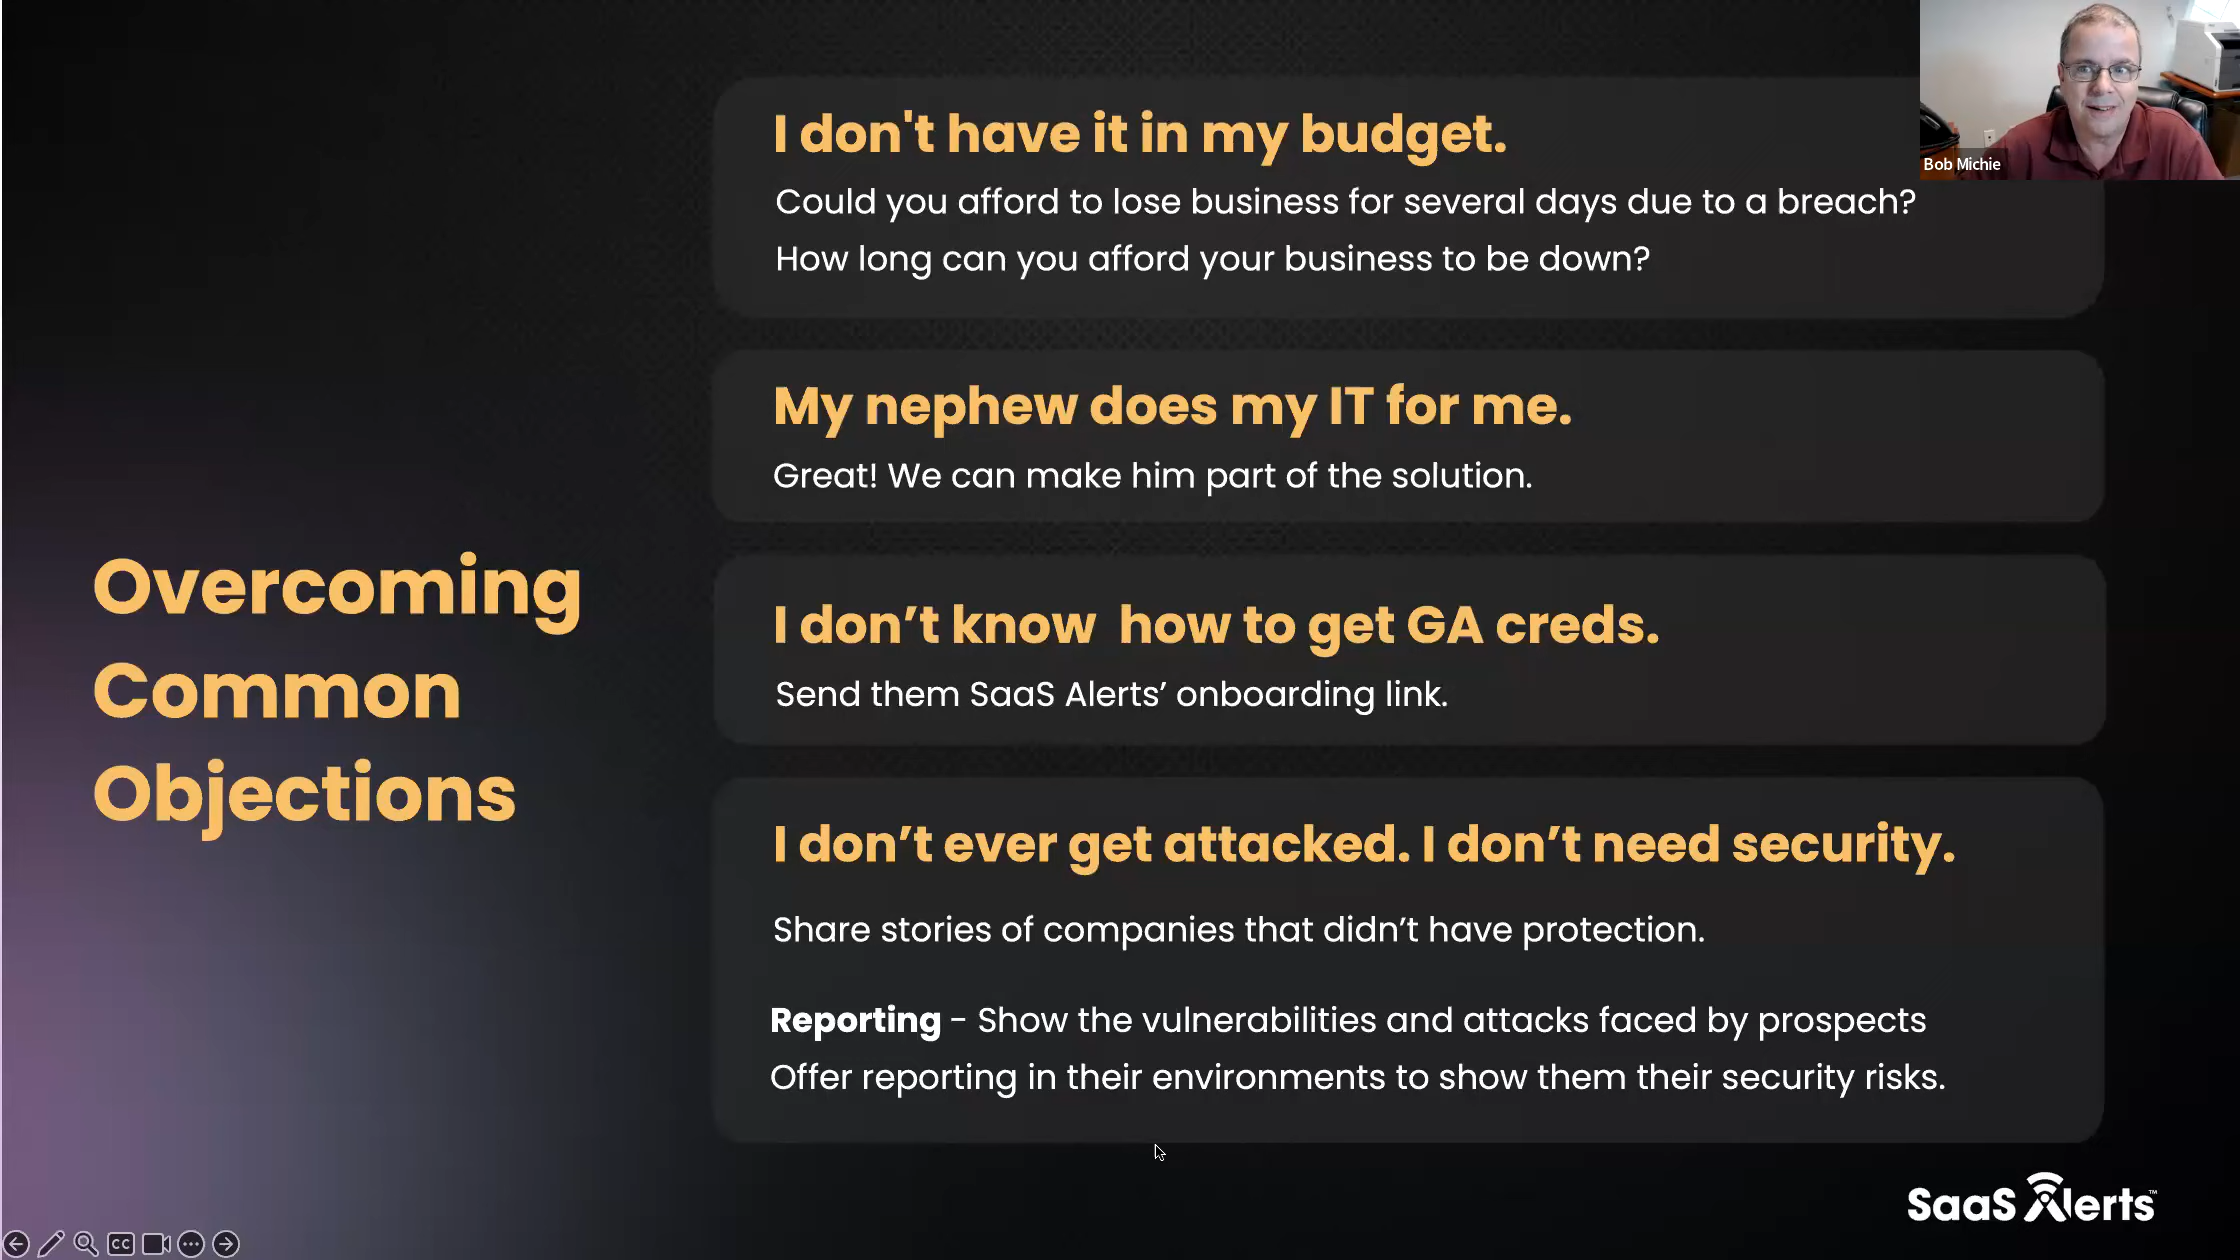 Overcoming
Common
Objections
I don't have it in my budget.
Could you afford to lose business for several days due to a breach?
How long can you afford your business to be down?
My nephew does my IT for me.
Great! We can make him part of the solution.
I don’t know  how to get GA creds.
Send them SaaS Alerts’ onboarding link.
I don’t ever get attacked. I don’t need security.
Share stories of companies that didn’t have protection.
Reporting - Show the vulnerabilities and attacks faced by prospects
Offer reporting in their environments to show them their security risks.
Bob Michie
SaaS Alerts™
CC